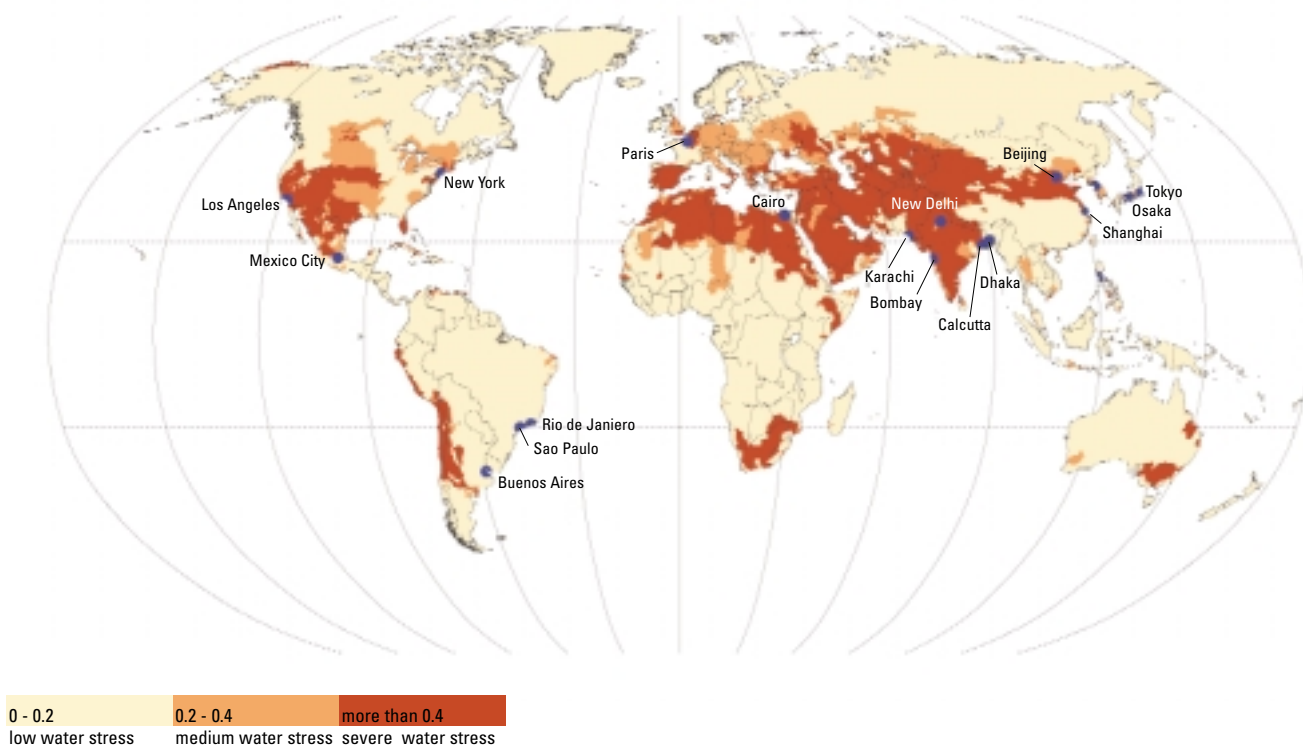 Paris
Beijing
New York
Los Angeles
Cairo
New Delhi
Tokyo
Osaka
Shanghai
Mexico City
Karachi
Dhaka
Bombay
Calcutta
Rio de Janiero
Sao Paulo
Buenos Aires
0 - 0.2
low water stress
0.2 - 0.4
medium water stress
more than 0.4
severe water stress